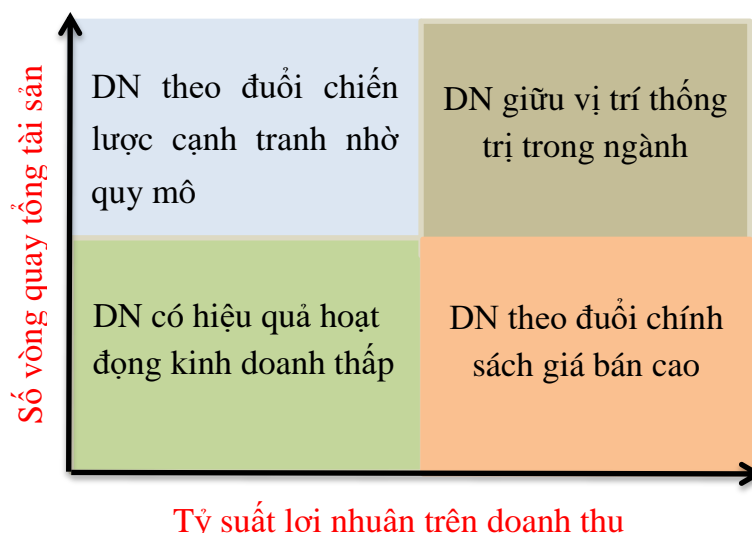 Số vòng quay tổng tài sản
DN theo đuổi chiến
lược cạnh tranh nhờ
quy mô
DN giữu vị trí thống
trị trong ngành
DN có hiệu quả hoạt
đọng kinh doanh thấp
DN theo đuổi chính
sách giá bán cao
Tỷ suất lợi nhuận trên doanh thu